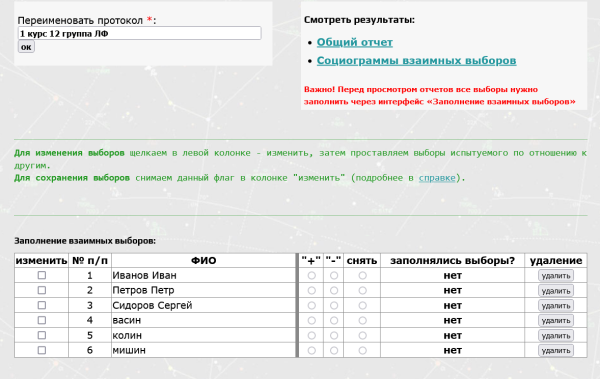 Переименовать протокол *:
1 курс 12 группа ЛФ
ок
Смотреть результаты:
• Общий отчет
• Социограммы взаимных выборов
Важно! Перед просмотром отчетов все выборы нужно
заполнить через интерфейс «Заполнение взаимных выборов»
Для изменения выборов щелкаем в левой колонке - изменить, затем проставляем выборы испытуемого по отношению к
другим.
Для сохранения выборов снимаем данный флаг в колонке "изменить" (подробнее в справке).
Заполнение взаимных выборов:
изменить № п/п ФИО "+" "-" снять заполнялись выборы? удаление
1 Иванов Иван нет удалить
2 Петров Петр нет удалить
3 Сидоров Сергей нет удалить
4 васин нет удалить
5 колин нет удалить
6 мишин нет удалить